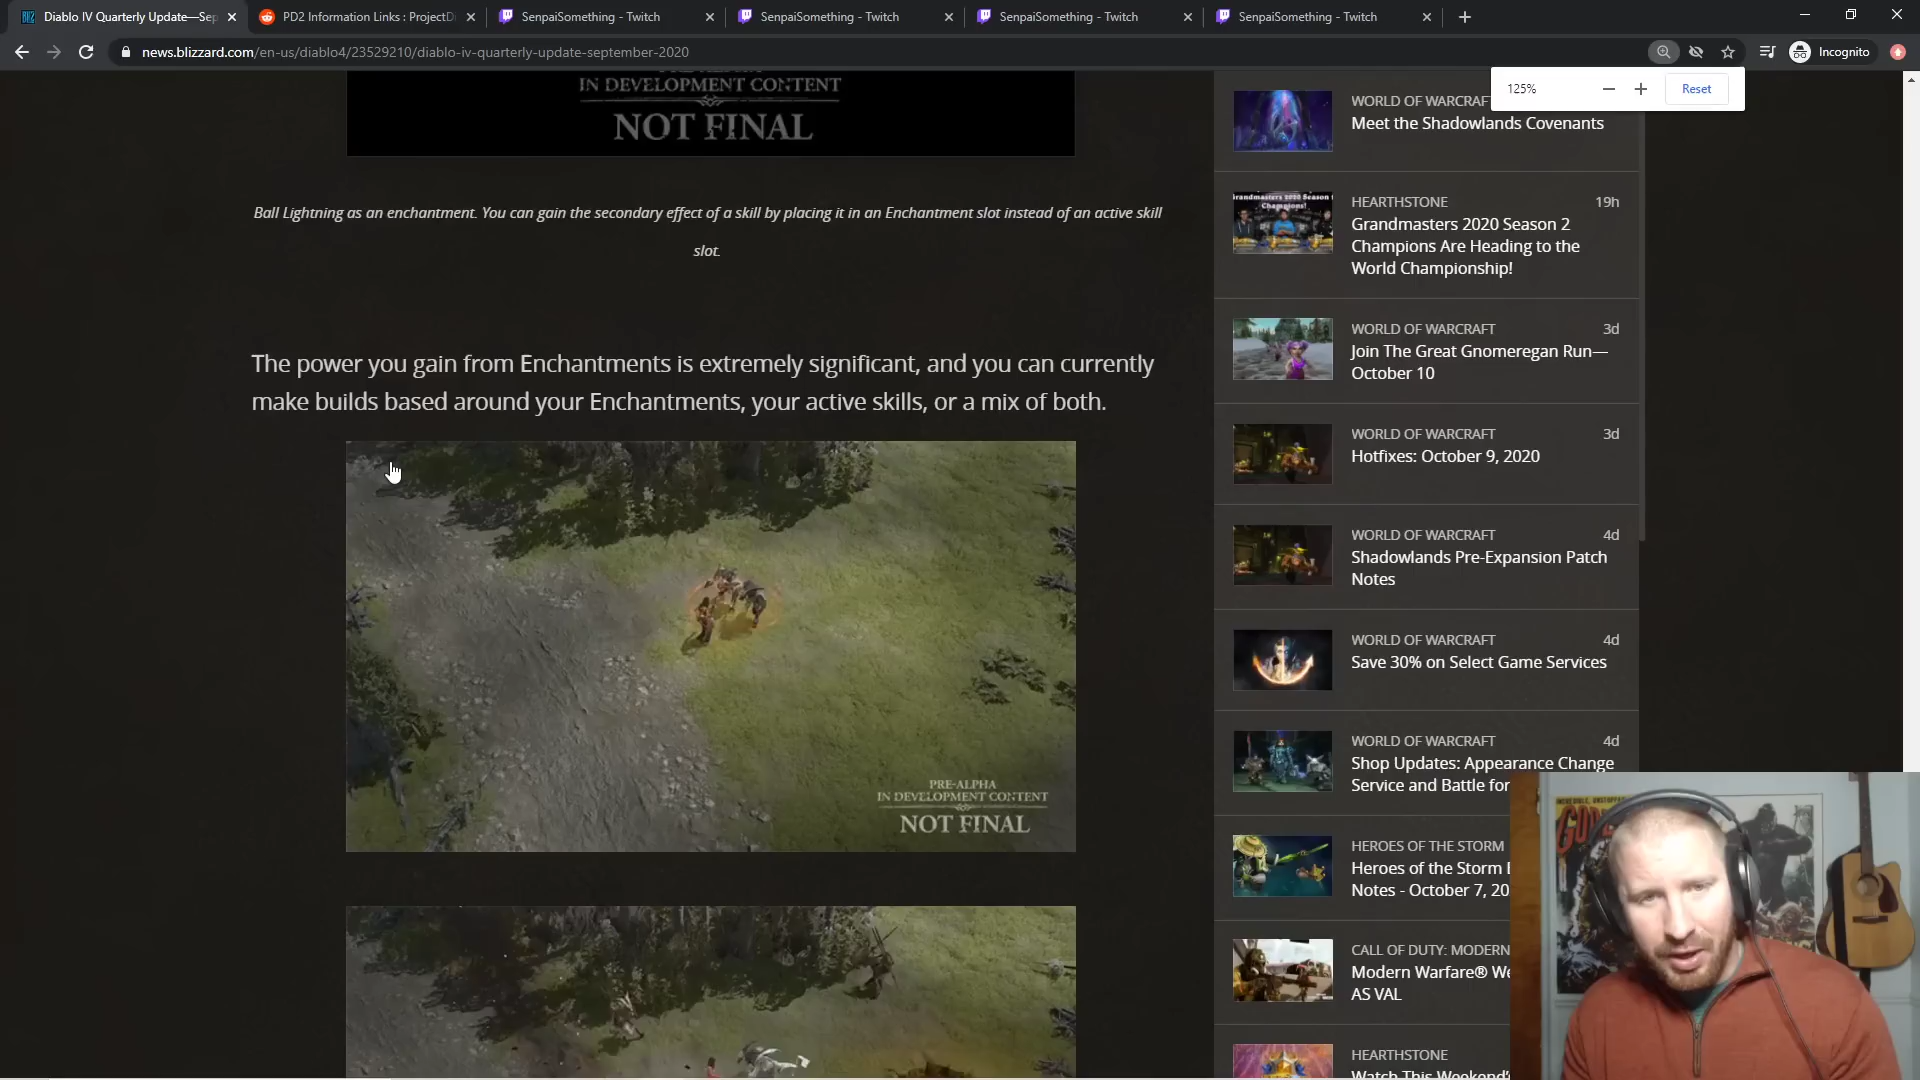 Diablo IV Quarterly Update—Sep
PD2 Information Links : ProjectD
SenpaiSomething - Twitch
SenpaiSomething - Twitch
SenpaiSomething - Twitch
SenpaiSomething - Twitch
news.blizzard.com/en-us/diablo4/23529210/diablo-iv-quarterly-update-september-2020
Incognito
125%
Reset
IN DEVELOPMENT CONTENT
NOT FINAL
Ball Lightning as an enchantment. You can gain the secondary effect of a skill by placing it in an Enchantment slot instead of an active skill
slot.
The power you gain from Enchantments is extremely significant, and you can currently
make builds based around your Enchantments, your active skills, or a mix of both.
PRE-ALPHA
IN DEVELOPMENT CONTENT
NOT FINAL
WORLD OF WARCRAFT
Meet the Shadowlands Covenants
HEARTHSTONE 19h
Grandmasters 2020 Season 2
Champions Are Heading to the
World Championship!
WORLD OF WARCRAFT 3d
Join The Great Gnomeregan Run—
October 10
WORLD OF WARCRAFT 3d
Hotfixes: October 9, 2020
WORLD OF WARCRAFT 4d
Shadowlands Pre-Expansion Patch
Notes
WORLD OF WARCRAFT 4d
Save 30% on Select Game Services
WORLD OF WARCRAFT 4d
Shop Updates: Appearance Change
Service and Battle for
HEROES OF THE STORM
Heroes of the Storm
Notes - October 7, 20
CALL OF DUTY: MODERN
Modern Warfare® We
AS VAL
HEARTHSTONE
Watch This Weekend'